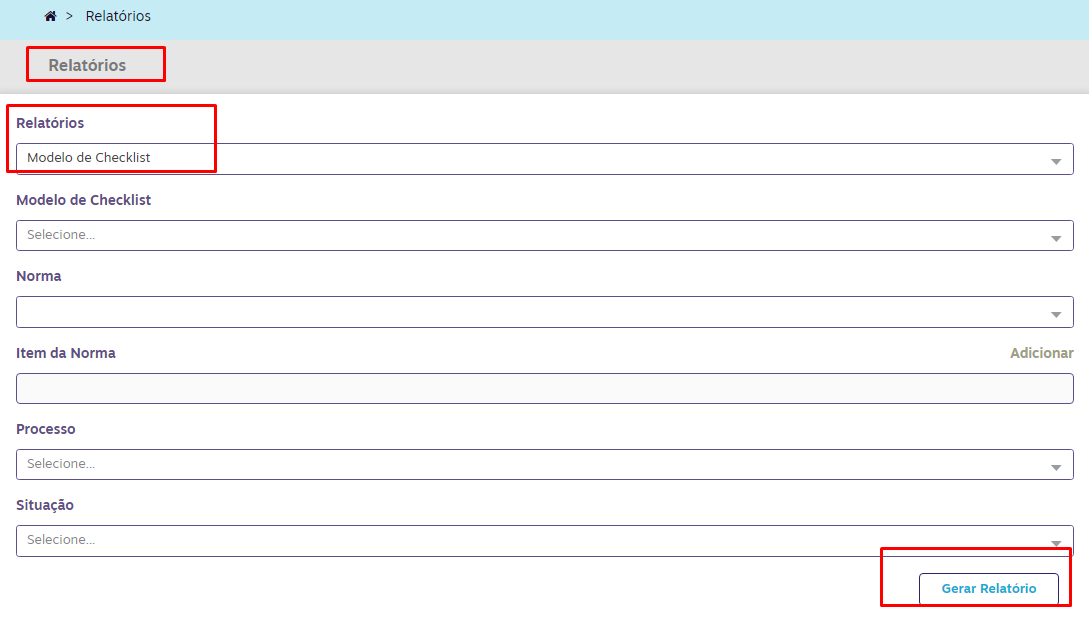 > Relatórios
Relatórios
Relatórios
Modelo de Checklist
Modelo de Checklist
Selecione...
Norma
Item da Norma Adicionar
Processo
Selecione...
Situação
Selecione...
Gerar Relatório